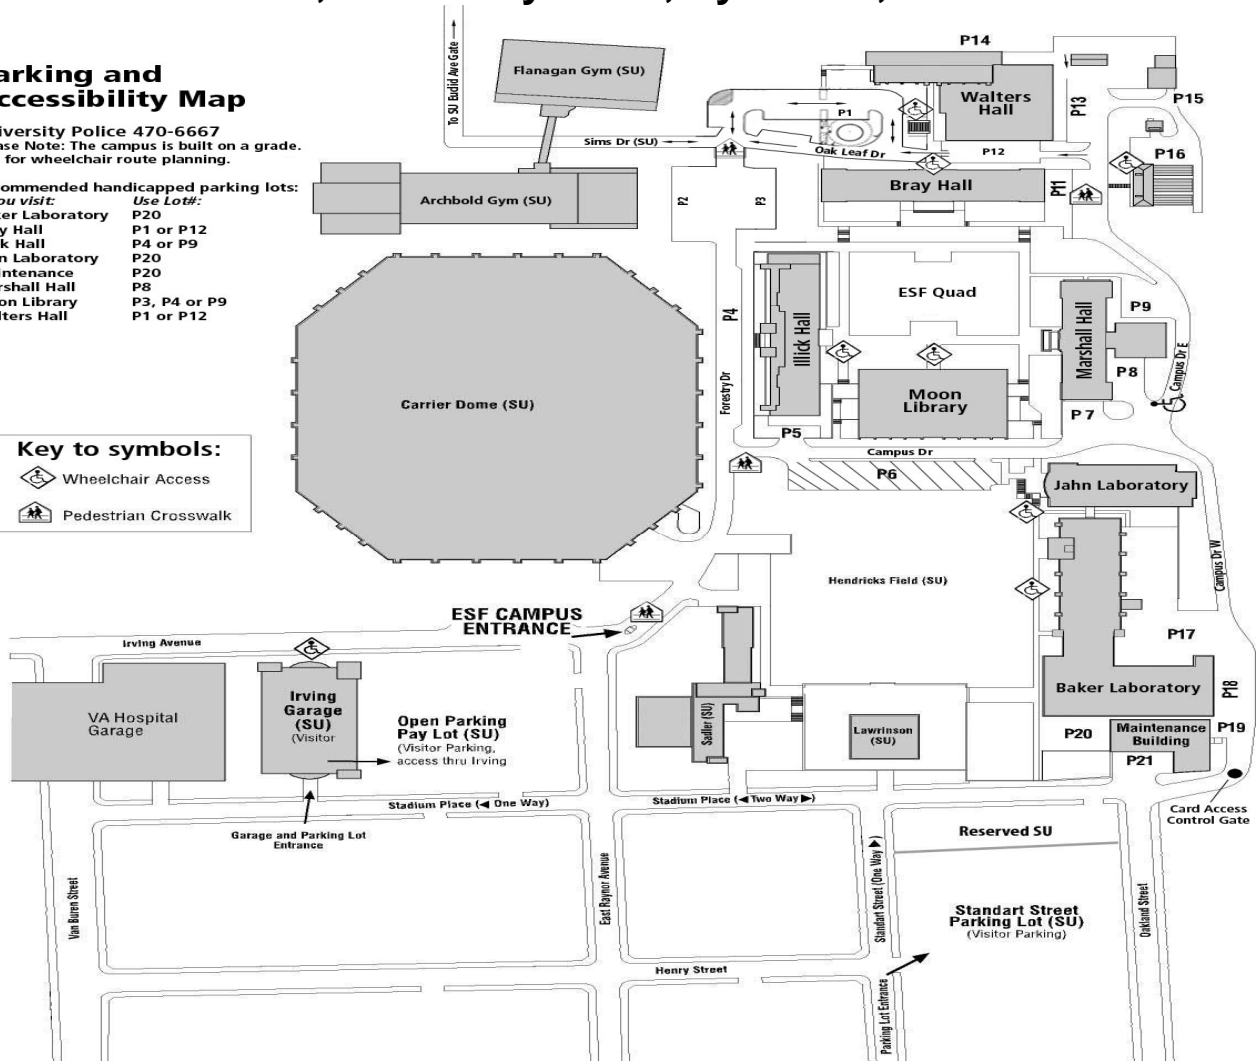 arking and
ccessibility Map
iversity Police 470-6667
ase Note: The campus is built on a grade.
for wheelchair route planning.
commended handicapped parking lots:
ou visit: Use Lot#:
ker Laboratory P20
y Hall P1 or P12
k Hall P4 or P9
n Laboratory P20
intenance P20
rshall Hall P8
on Library P3, P4 or P9
lters Hall P1 or P12
Key to symbols:
Wheelchair Access
Pedestrian Crosswalk
To SU Euclid Ave Gate
Flanagan Gym (SU)
Sims Dr (SU)
Archbold Gym (SU)
Carrier Dome (SU)
P14
Walters
Hall
P13
P15
P1
Oak Leaf Dr
P12
P16
P2
P3
Bray Hall
P11
P4
Forestry Dr
Illick Hall
ESF Quad
Marshall Hall
P9
P8
Campus Dr E
Moon
Library
P7
P5
Campus Dr
P6
Jahn Laboratory
Campus Dr W
Hendricks Field (SU)
ESF CAMPUS
ENTRANCE
Irving Avenue
P17
VA Hospital
Garage
Irving
Garage
(SU)
(Visitor
Open Parking
Pay Lot (SU)
(Visitor Parking,
access thru Irving
Sadler (SU)
Lawrinson
(SU)
Baker Laboratory
P18
P20
Maintenance
Building
P19
P21
Stadium Place (◀ One Way)
Stadium Place (◀ Two Way ▶)
Card Access
Control Gate
Garage and Parking Lot
Entrance
Reserved SU
Van Buren Street
East Raynor Avenue
Standart Street (One Way ▶)
Standart Street
Parking Lot (SU)
(Visitor Parking)
Oakland Street
Henry Street
Parking Lot Entrance